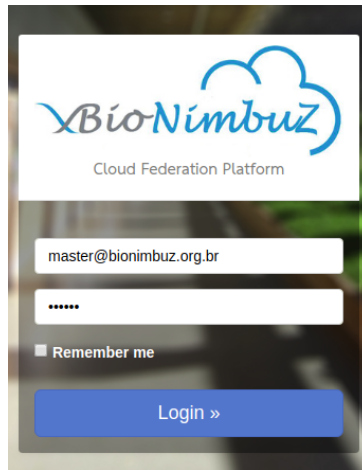 BioNimbuZ
Cloud Federation Platform
master@bionimbuz.org.br
••••••
Remember me
Login »